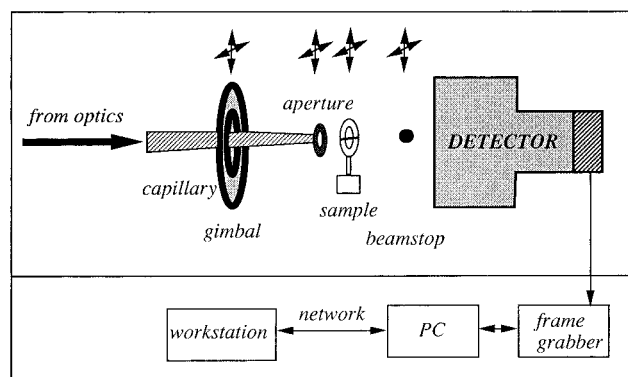 from optics
aperture
DETECTOR
capillary
sample
gimbal
beamstop
network
workstation
PC
frame
grabber